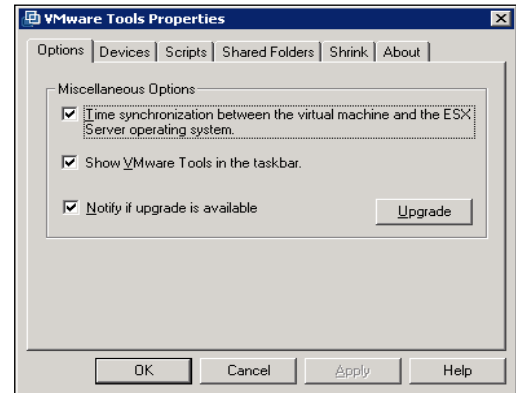 VMware Tools Properties
Options Devices Scripts Shared Folders Shrink About
Miscellaneous Options
Time synchronization between the virtual machine and the ESX
Server operating system.
Show VMware Tools in the taskbar.
Notify if upgrade is available
Upgrade
OK Cancel Apply Help